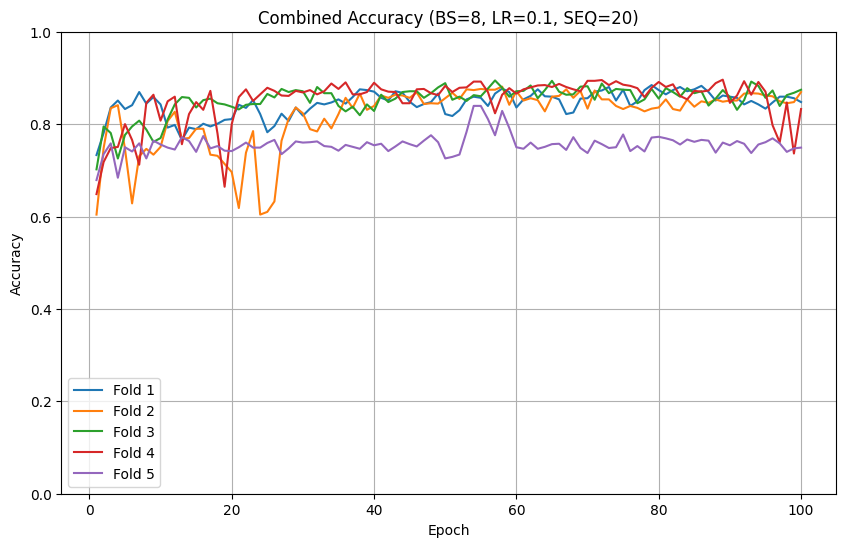 Combined Accuracy (BS=8, LR=0.1, SEQ=20)
1.0
0.8
0.6
0.4
0.2
0.0
Accuracy
Fold 1
Fold 2
Fold 3
Fold 4
Fold 5
0 20 40 60 80 100
Epoch